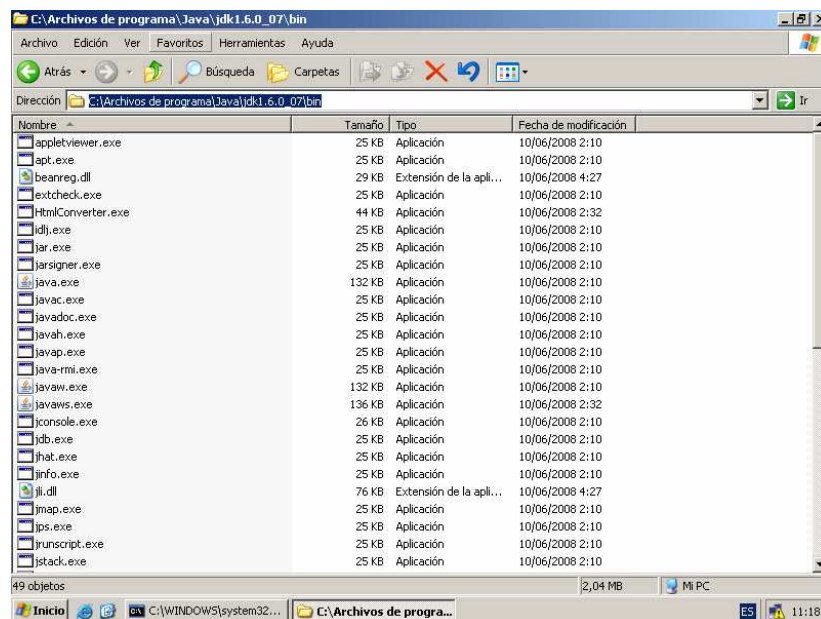 C:\Archivos de programa\Java\jdk1.6.0_07\bin
Archivo Edición Ver Favoritos Herramientas Ayuda
Atrás Búsqueda Carpetas
Dirección C:\Archivos de programa\Java\jdk1.6.0_07\bin Ir
Nombre Tamaño Tipo Fecha de modificación
appletviewer.exe 25 KB Aplicación 10/06/2008 2:10
apt.exe 25 KB Aplicación 10/06/2008 2:10
beanreg.dll 29 KB Extensión de la apli... 10/06/2008 4:27
extcheck.exe 25 KB Aplicación 10/06/2008 2:10
HtmlConverter.exe 44 KB Aplicación 10/06/2008 2:32
idlj.exe 25 KB Aplicación 10/06/2008 2:10
jar.exe 25 KB Aplicación 10/06/2008 2:10
jarsigner.exe 25 KB Aplicación 10/06/2008 2:10
java.exe 132 KB Aplicación 10/06/2008 2:10
javac.exe 25 KB Aplicación 10/06/2008 2:10
javadoc.exe 25 KB Aplicación 10/06/2008 2:10
javah.exe 25 KB Aplicación 10/06/2008 2:10
javap.exe 25 KB Aplicación 10/06/2008 2:10
java-rmi.exe 25 KB Aplicación 10/06/2008 2:10
javaw.exe 132 KB Aplicación 10/06/2008 2:10
javaws.exe 136 KB Aplicación 10/06/2008 2:32
jconsole.exe 26 KB Aplicación 10/06/2008 2:10
jdb.exe 25 KB Aplicación 10/06/2008 2:10
jhat.exe 25 KB Aplicación 10/06/2008 2:10
jinfo.exe 25 KB Aplicación 10/06/2008 2:10
jli.dll 76 KB Extensión de la apli... 10/06/2008 4:27
jmap.exe 25 KB Aplicación 10/06/2008 2:10
jps.exe 25 KB Aplicación 10/06/2008 2:10
jrunscript.exe 25 KB Aplicación 10/06/2008 2:10
jstack.exe 25 KB Aplicación 10/06/2008 2:10
49 objetos 2,04 MB Mi PC
Inicio C:\WINDOWS\system32... C:\Archivos de progra... ES 11:18